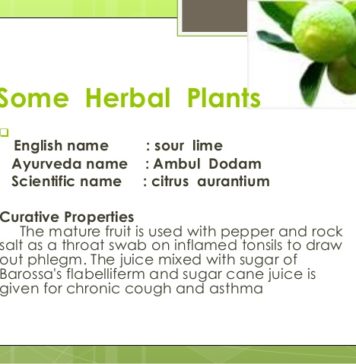 Some Herbal Plants
English name : sour lime
Ayurveda name : Ambul Dodam
Scientific name : citrus aurantium
Curative Properties
The mature fruit is used with pepper and rock
salt as a throat swab on inflamed tonsils to draw
out phlegm. The juice mixed with sugar of
Barossa's flabelliferm and sugar cane juice is
given for chronic cough and asthma